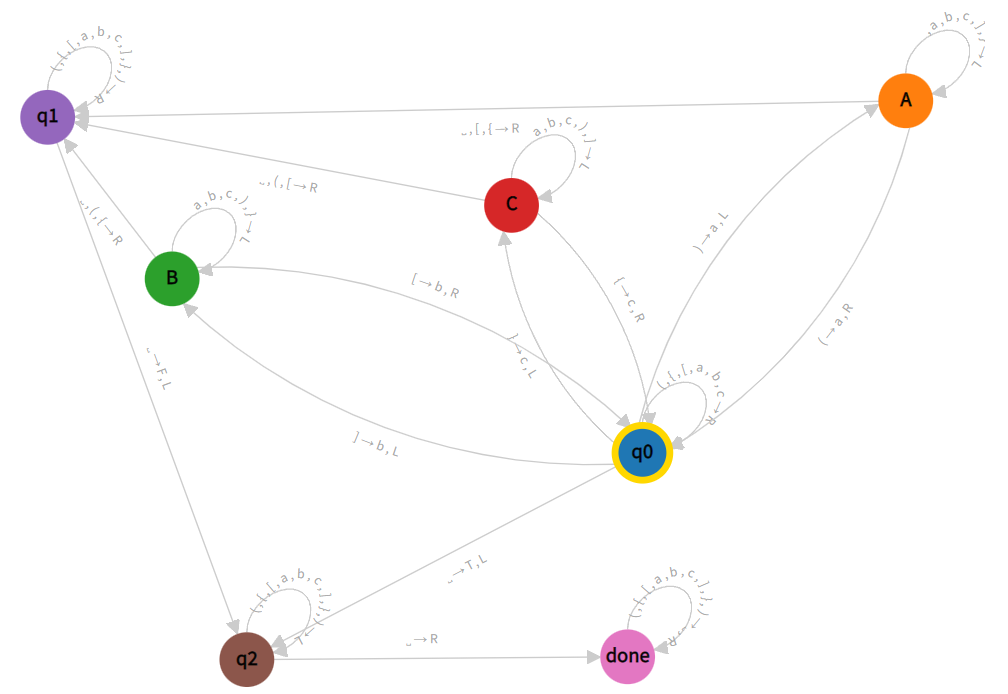 (,{,[,a,b,c,],},)→R
q1
,a,b,c,],}→L
A
␣,[,{→R
a,b,c,),]→L
C
␣,(,[→R
a,b,c,),}→L
B
␣,(,{→R
)→a,L
(→a,R
[→b,R
{→c,R
}→c,L
]→b,L
(,{,[,a,b,c→R
q0
␣→F,L
␣→T,L
(,{,[,a,b,c,],},)→L
q2
␣→R
(,{,[,a,b,c,],},)→␣,R
done